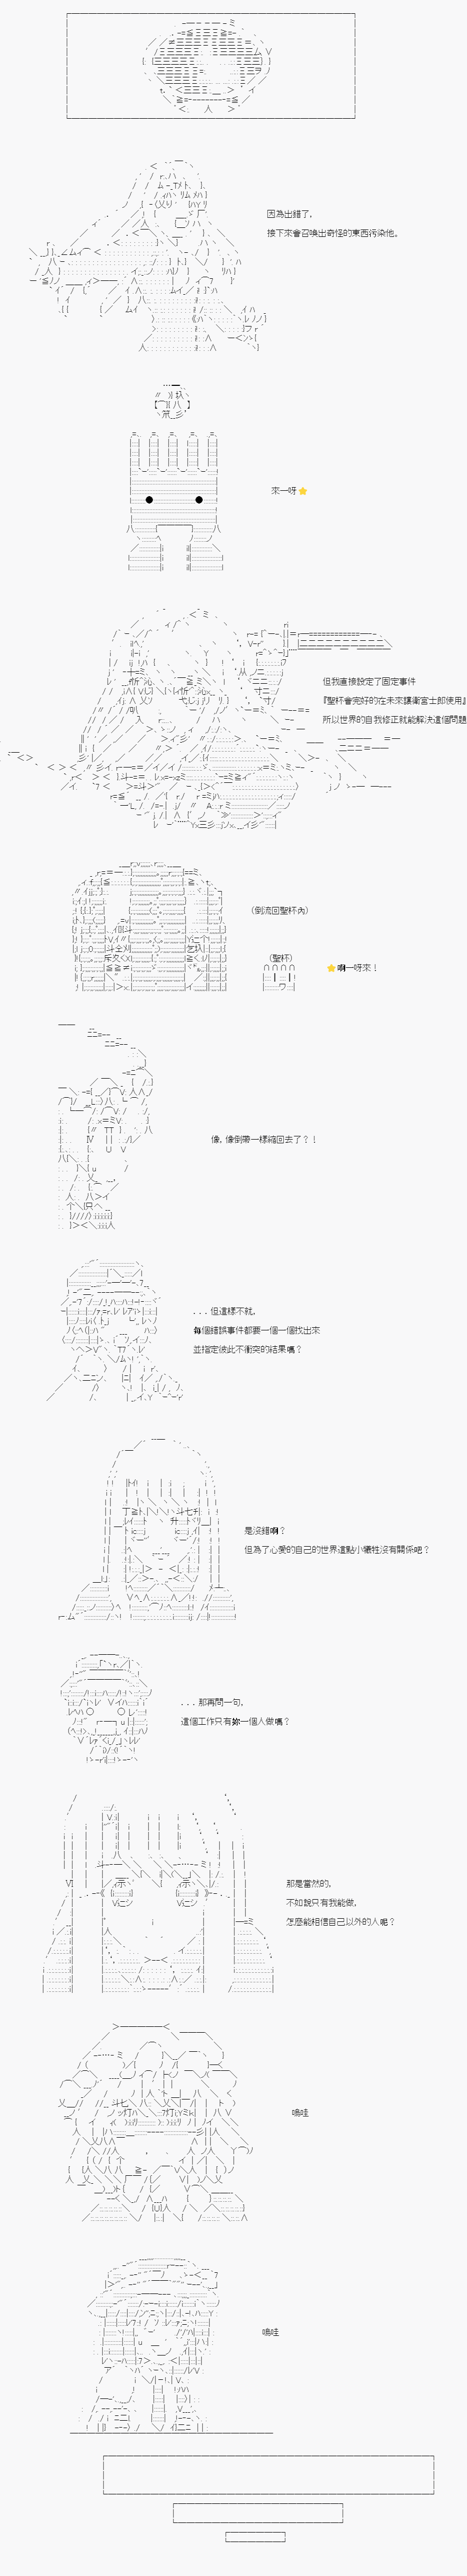 因為出錯了，
接下來會召喚出奇怪的東西污染他。
來一呀⭐
但我直接設定了固定事件
『聖杯會完好的在未來讓衛宮士郎使用』
所以世界的自我修正就能解決這個問題
（倒流回聖杯內）
（聖杯）
⭐啊一呀來！
像，像倒帶一樣縮回去了？！
．．．但這樣不就，
每個錯誤事件都要一個一個找出來
並指定彼此不衝突的結果嗎？
是沒錯啊？
但為了心愛的自己的世界這點小犧牲沒有關係吧？
．．．那再問一句，
這個工作只有妳一個人做嗎？
那是當然的，
不如說只有我能做，
怎麼能相信自己以外的人呢？
嗚哇
嗚哇